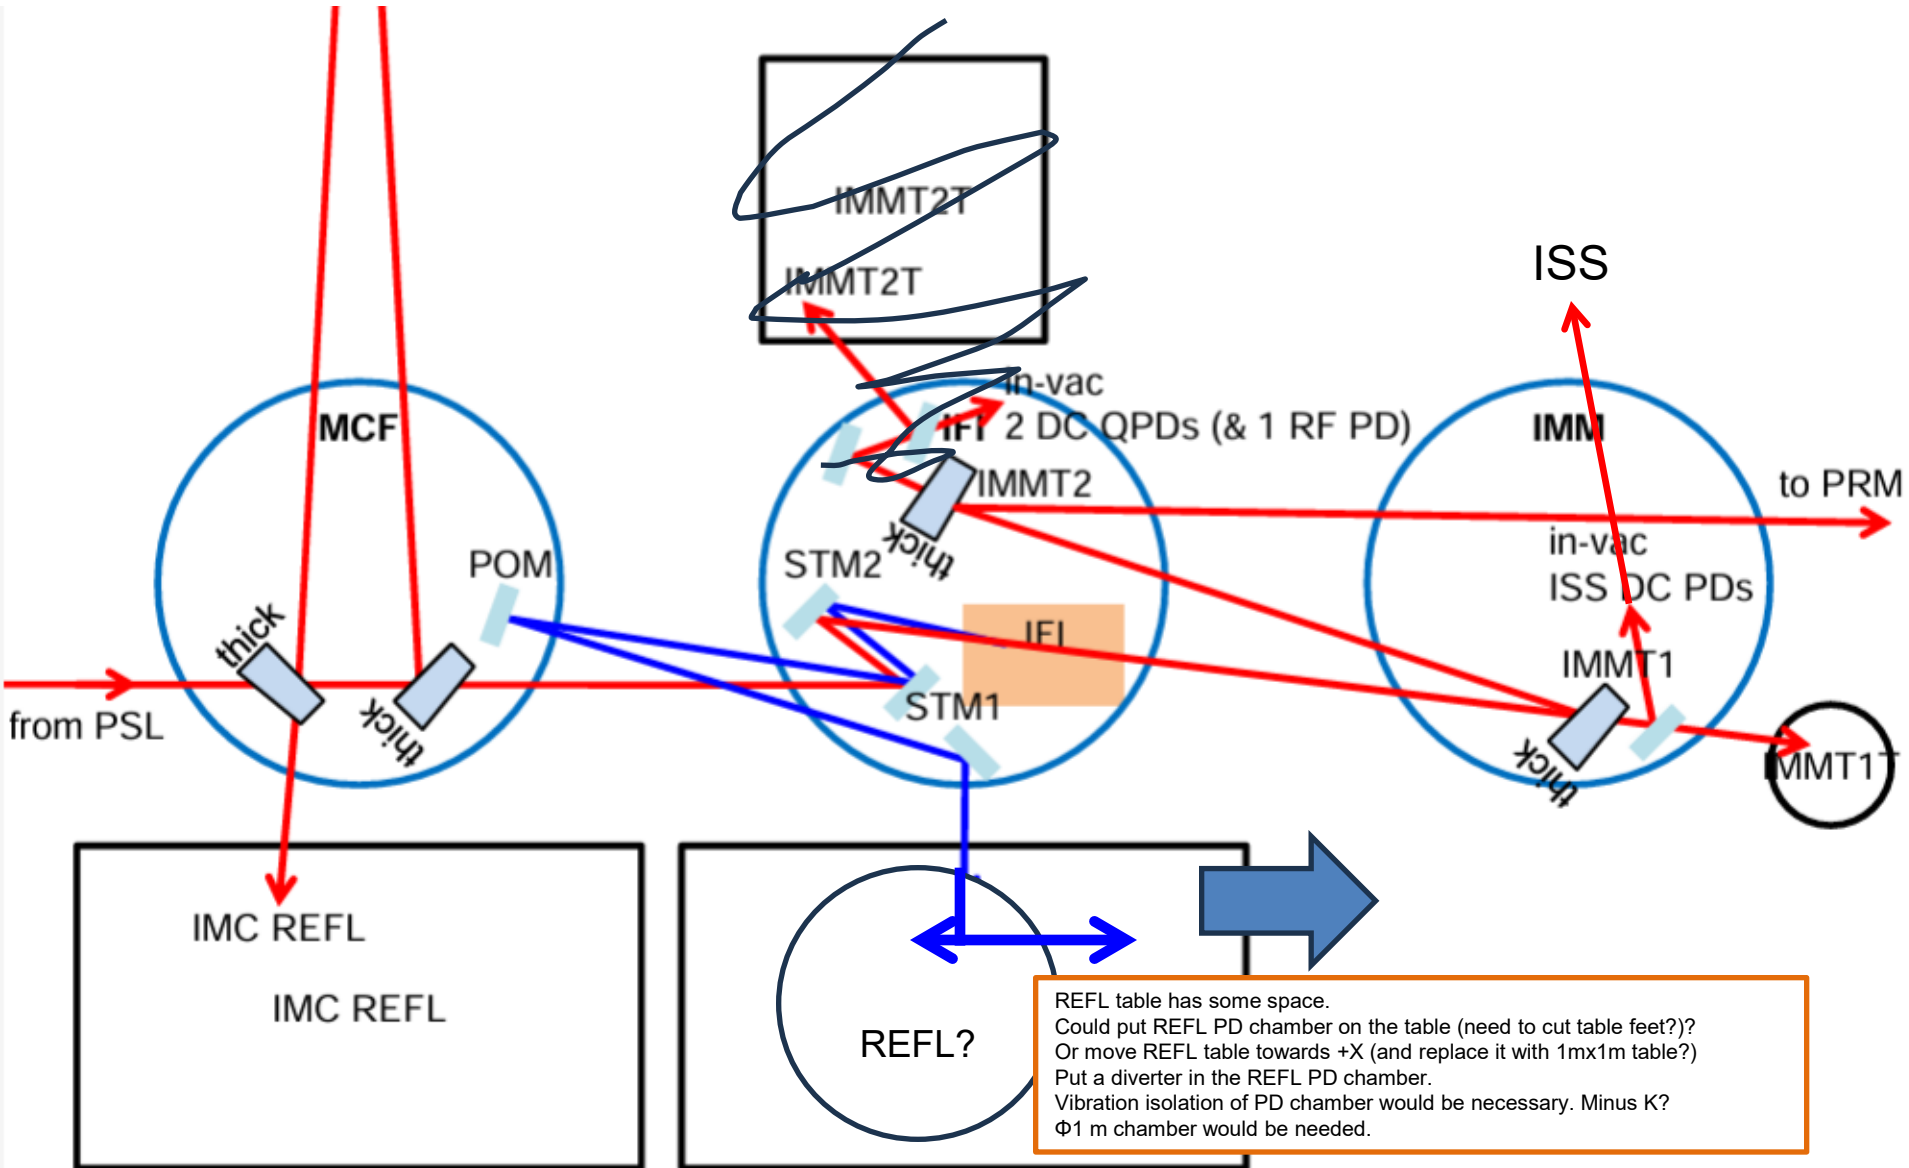 IMMT2T
IMMT2T
ISS
in-vac
MCF
IFI 2 DC QPDs (& 1 RF PD)
IMM
IMMT2
to PRM
thick
in-vac
POM
STM2
ISS DC PDs
thick
IFI
IMMT1
from PSL
thick
STM1
thick
IMMT1T
IMC REFL
IMC REFL
REFL?
REFL table has some space.
Could put REFL PD chamber on the table (need to cut table feet?)?
Or move REFL table towards +X (and replace it with 1mx1m table?)
Put a diverter in the REFL PD chamber.
Vibration isolation of PD chamber would be necessary. Minus K?
Φ1 m chamber would be needed.